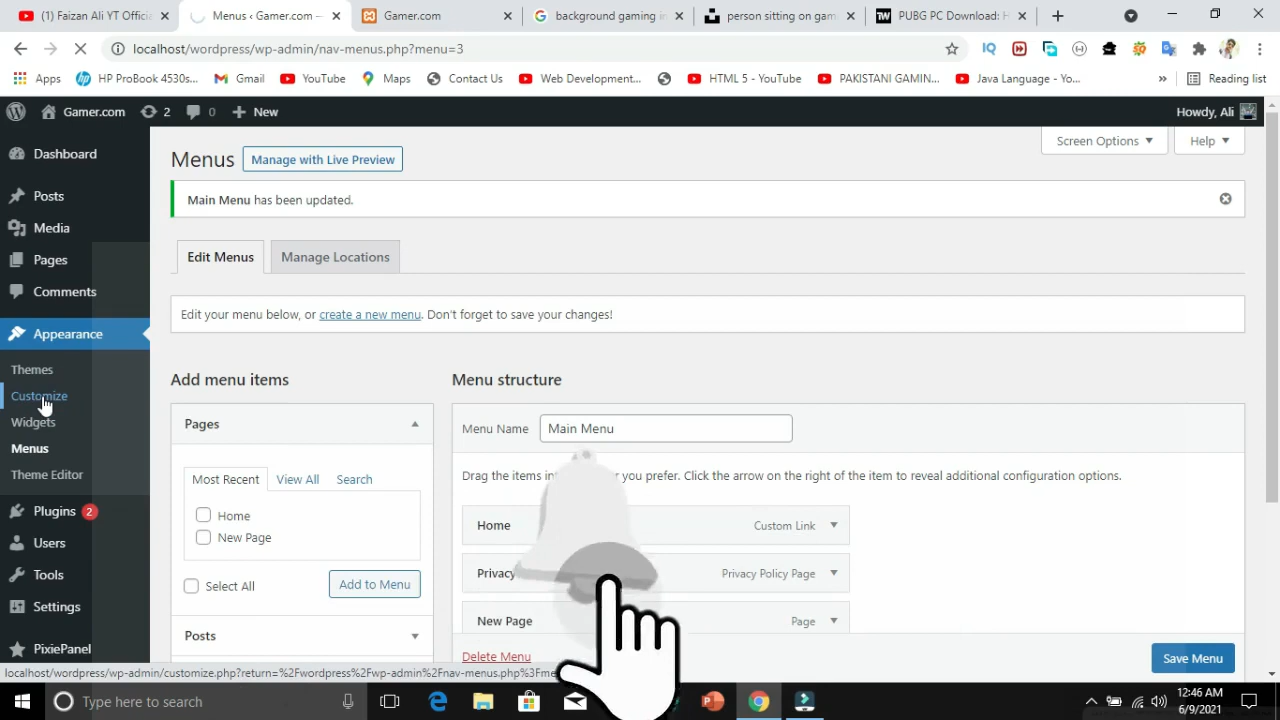 (1) Faizan Ali YT Offici
Menus ‹ Gamer.com —
Gamer.com
background gaming i
person sitting on gam
PUBG PC Download: H
localhost/wordpress/wp-admin/nav-menus.php?menu=3
Apps
HP ProBook 4530s...
Gmail
YouTube
Maps
Contact Us
Web Development...
HTML 5 - YouTube
PAKISTANI GAMIN...
Java Language - Yo...
»
Reading list
Gamer.com
2
0
New
Howdy, Ali
Dashboard
Posts
Media
Pages
Comments
Appearance
Themes
Customize
Widgets
Menus
Theme Editor
Plugins 2
Users
Tools
Settings
PixiePanel
Screen Options
Help
Menus
Manage with Live Preview
Main Menu has been updated.
Edit Menus
Manage Locations
Edit your menu below, or create a new menu. Don't forget to save your changes!
Add menu items
Pages
Most Recent
View All
Search
Home
New Page
Select All
Add to Menu
Posts
Menu structure
Menu Name
Main Menu
Drag the items you prefer. Click the arrow on the right of the item to reveal additional configuration options.
Home
Custom Link
Privacy
Privacy Policy Page
New Page
Page
Delete Menu
Save Menu
localhost/wordpress/wp-admin/customize.php?return=%2Fwordpress%2Fwp-admin%2Fnav-menus.php%3Fme
Type here to search
12:46 AM
6/9/2021